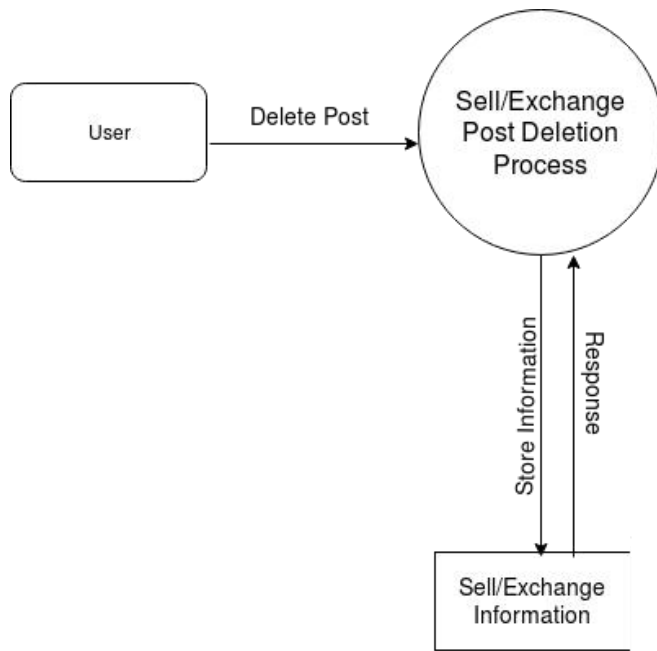 User
Delete Post
Sell/Exchange
Post Deletion
Process
Store Information
Response
Sell/Exchange
Information